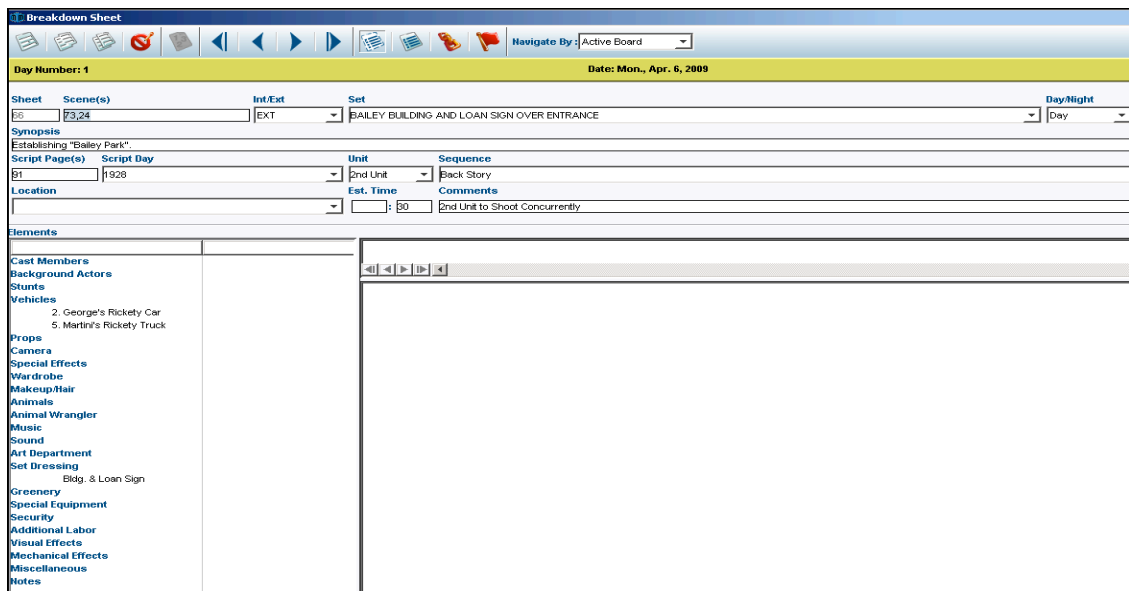 Breakdown Sheet
Navigate By : Active Board
Day Number: 1 Date: Mon., Apr. 6, 2009
Sheet Scene(s) Int/Ext Set Day/Night
66 73,24 EXT BAILEY BUILDING AND LOAN SIGN OVER ENTRANCE Day
Synopsis
Establishing "Bailey Park".
Script Page(s) Script Day Unit Sequence
91 1928 2nd Unit Back Story
Location Est. Time Comments
: 30 2nd Unit to Shoot Concurrently
Elements
Cast Members
Background Actors
Stunts
Vehicles
2. George's Rickety Car
5. Martini's Rickety Truck
Props
Camera
Special Effects
Wardrobe
Makeup/Hair
Animals
Animal Wrangler
Music
Sound
Art Department
Set Dressing
Bldg. & Loan Sign
Greenery
Special Equipment
Security
Additional Labor
Visual Effects
Mechanical Effects
Miscellaneous
Notes